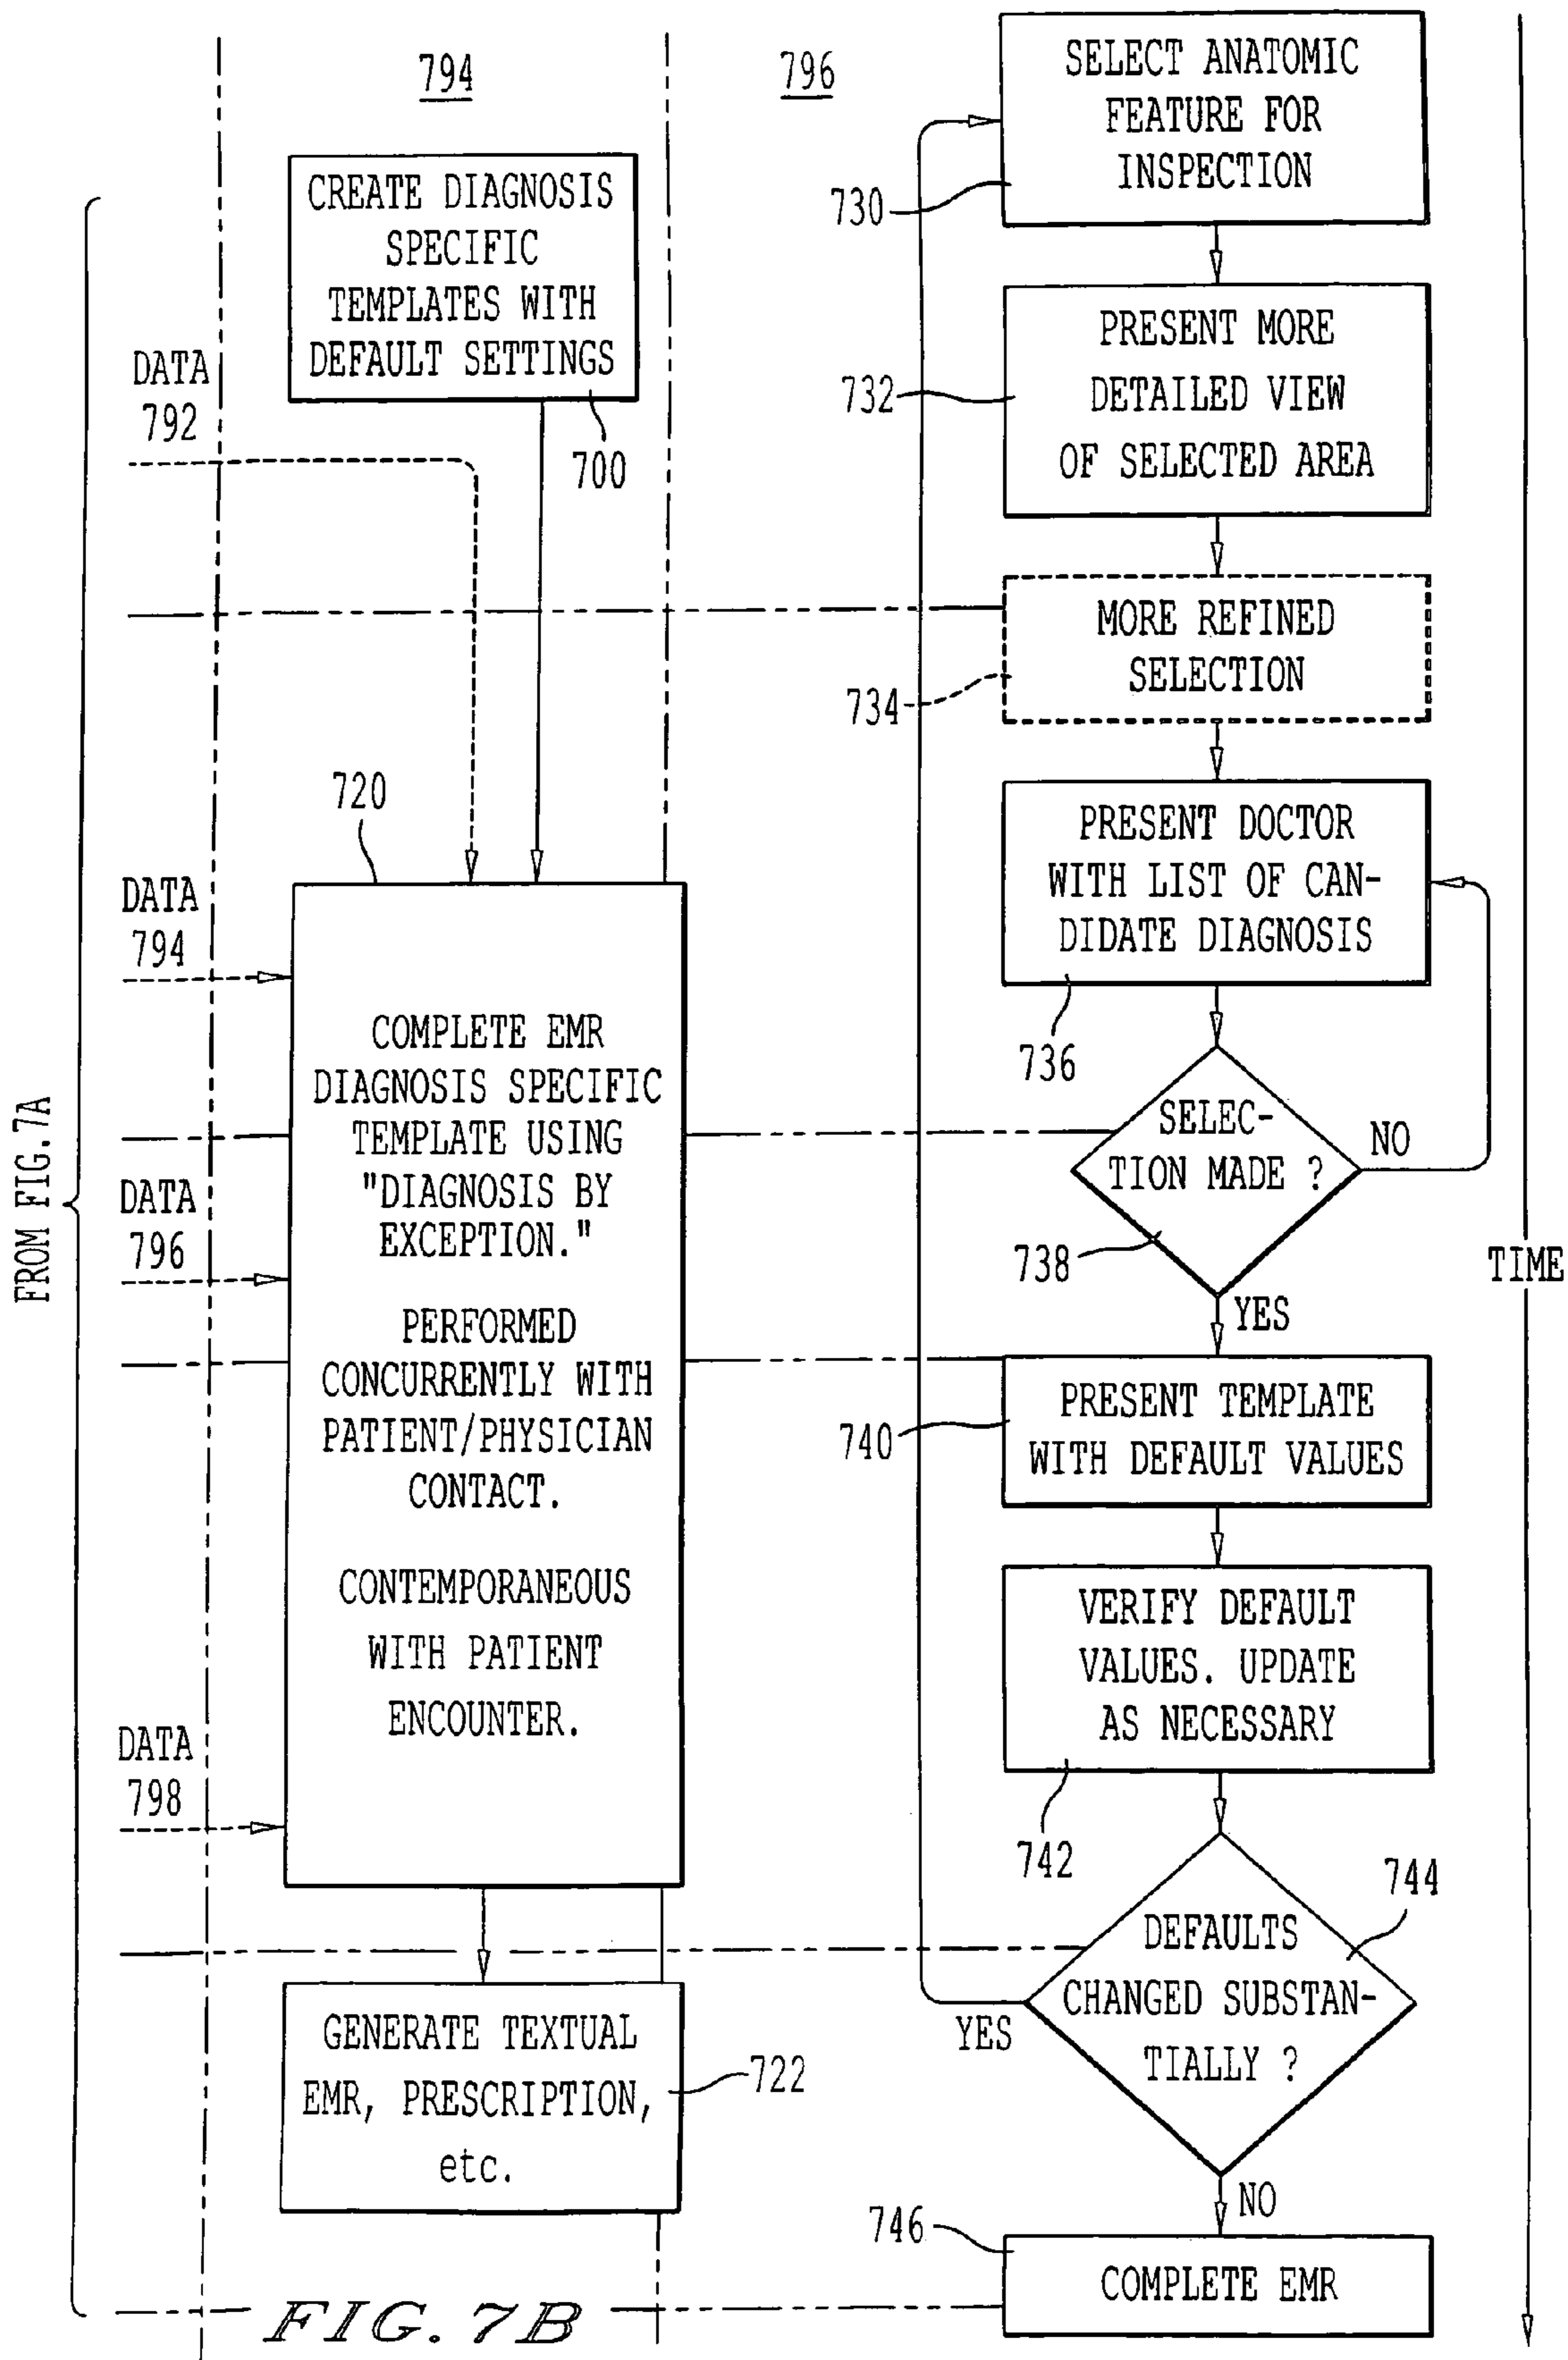 794
796
CREATE DIAGNOSIS
SPECIFIC
TEMPLATES WITH
DEFAULT SETTINGS
700
DATA
792
720
DATA
794
COMPLETE EMR
DIAGNOSIS SPECIFIC
TEMPLATE USING
"DIAGNOSIS BY
EXCEPTION."
PERFORMED
CONCURRENTLY WITH
PATIENT/PHYSICIAN
CONTACT.
CONTEMPORANEOUS
WITH PATIENT
ENCOUNTER.
DATA
796
DATA
798
FROM FIG.7A
GENERATE TEXTUAL
EMR, PRESCRIPTION,
etc.
722
SELECT ANATOMIC
FEATURE FOR
INSPECTION
730
PRESENT MORE
DETAILED VIEW
OF SELECTED AREA
732
MORE REFINED
SELECTION
734
PRESENT DOCTOR
WITH LIST OF CAN-
DIDATE DIAGNOSIS
736
SELEC-
TION MADE ?
NO
738
YES
TIME
PRESENT TEMPLATE
WITH DEFAULT VALUES
740
VERIFY DEFAULT
VALUES. UPDATE
AS NECESSARY
742
744
DEFAULTS
CHANGED SUBSTAN-
TIALLY ?
YES
NO
746
COMPLETE EMR
FIG. 7B